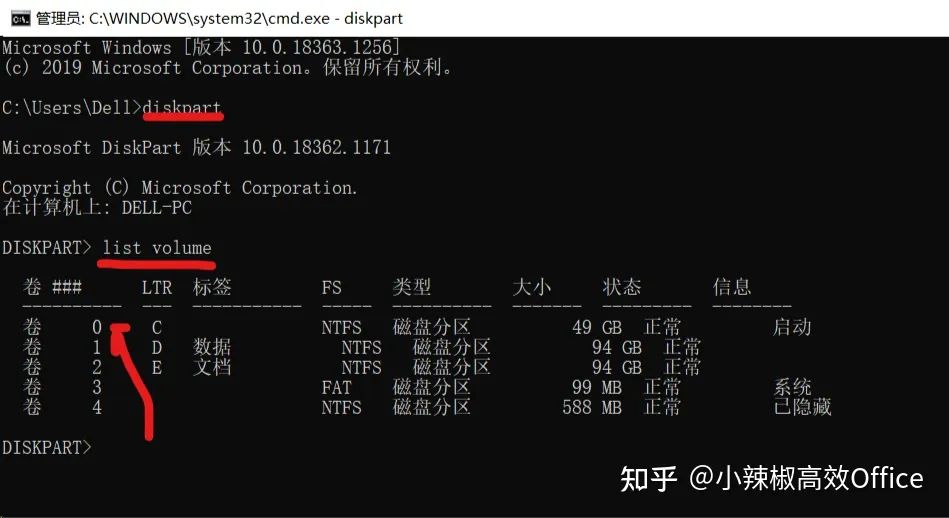 管理员: C:\WINDOWS\system32\cmd.exe - diskpart
Microsoft Windows [版本 10.0.18363.1256]
(c) 2019 Microsoft Corporation。保留所有权利。
C:\Users\Dell>diskpart
Microsoft DiskPart 版本 10.0.18362.1171
Copyright (C) Microsoft Corporation.
在计算机上: DELL-PC
DISKPART> list volume
卷 ### LTR 标签 FS 类型 大小 状态 信息
---------- --- ----------- ----- ---------- ------- --------- --------
卷 0 C NTFS 磁盘分区 49 GB 正常 启动
卷 1 D 数据 NTFS 磁盘分区 94 GB 正常
卷 2 E 文档 NTFS 磁盘分区 94 GB 正常
卷 3 FAT 磁盘分区 99 MB 正常 系统
卷 4 NTFS 磁盘分区 588 MB 正常 已隐藏
DISKPART>
知乎 @小辣椒高效Office